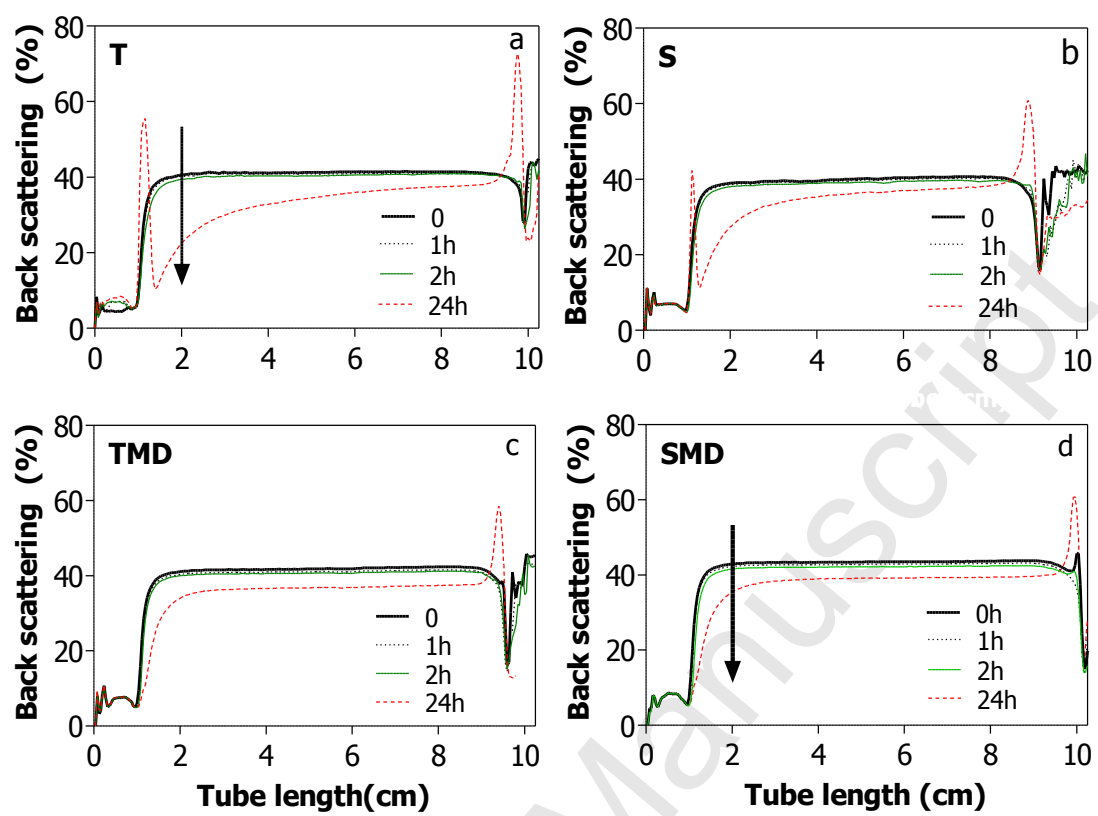 T
a
Back scattering (%)
80
60
40
20
0
0
1h
2h
24h
0 2 4 6 8 10
S
b
Back scattering (%)
80
60
40
20
0
0
1h
2h
24h
0 2 4 6 8 10
TMD
c
Back scattering (%)
80
60
40
20
0
0
1h
2h
24h
0 2 4 6 8 10
Tube length(cm)
SMD
d
Back scattering (%)
80
60
40
20
0
0h
1h
2h
24h
0 2 4 6 8 10
Tube length (cm)
Manuscript